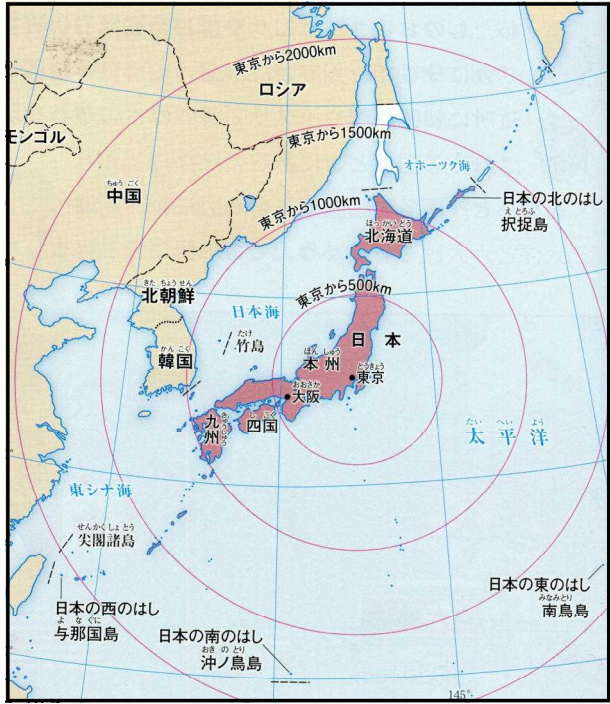 東京から2000km
ロシア
モンゴル
東京から1500km
オホーツク海
ちゅうごく
中国
東京から1000km
日本の北のはし
えとろふ
択捉島
ほっかいどう
北海道
きたちょうせん
北朝鮮
東京から500km
日本海
たけ
竹島
日本
かんこく
韓国
ほんしゅう
本州
とうきょう
東京
おおさか
大阪
きゅうしゅう
九州
しこく
四国
たいへいよう
太平洋
東シナ海
せんかくしょとう
尖閣諸島
日本の西のはし
よなぐに
与那国島
日本の南のはし
おきのとり
沖ノ鳥島
日本の東のはし
みなみとり
南鳥島
145°